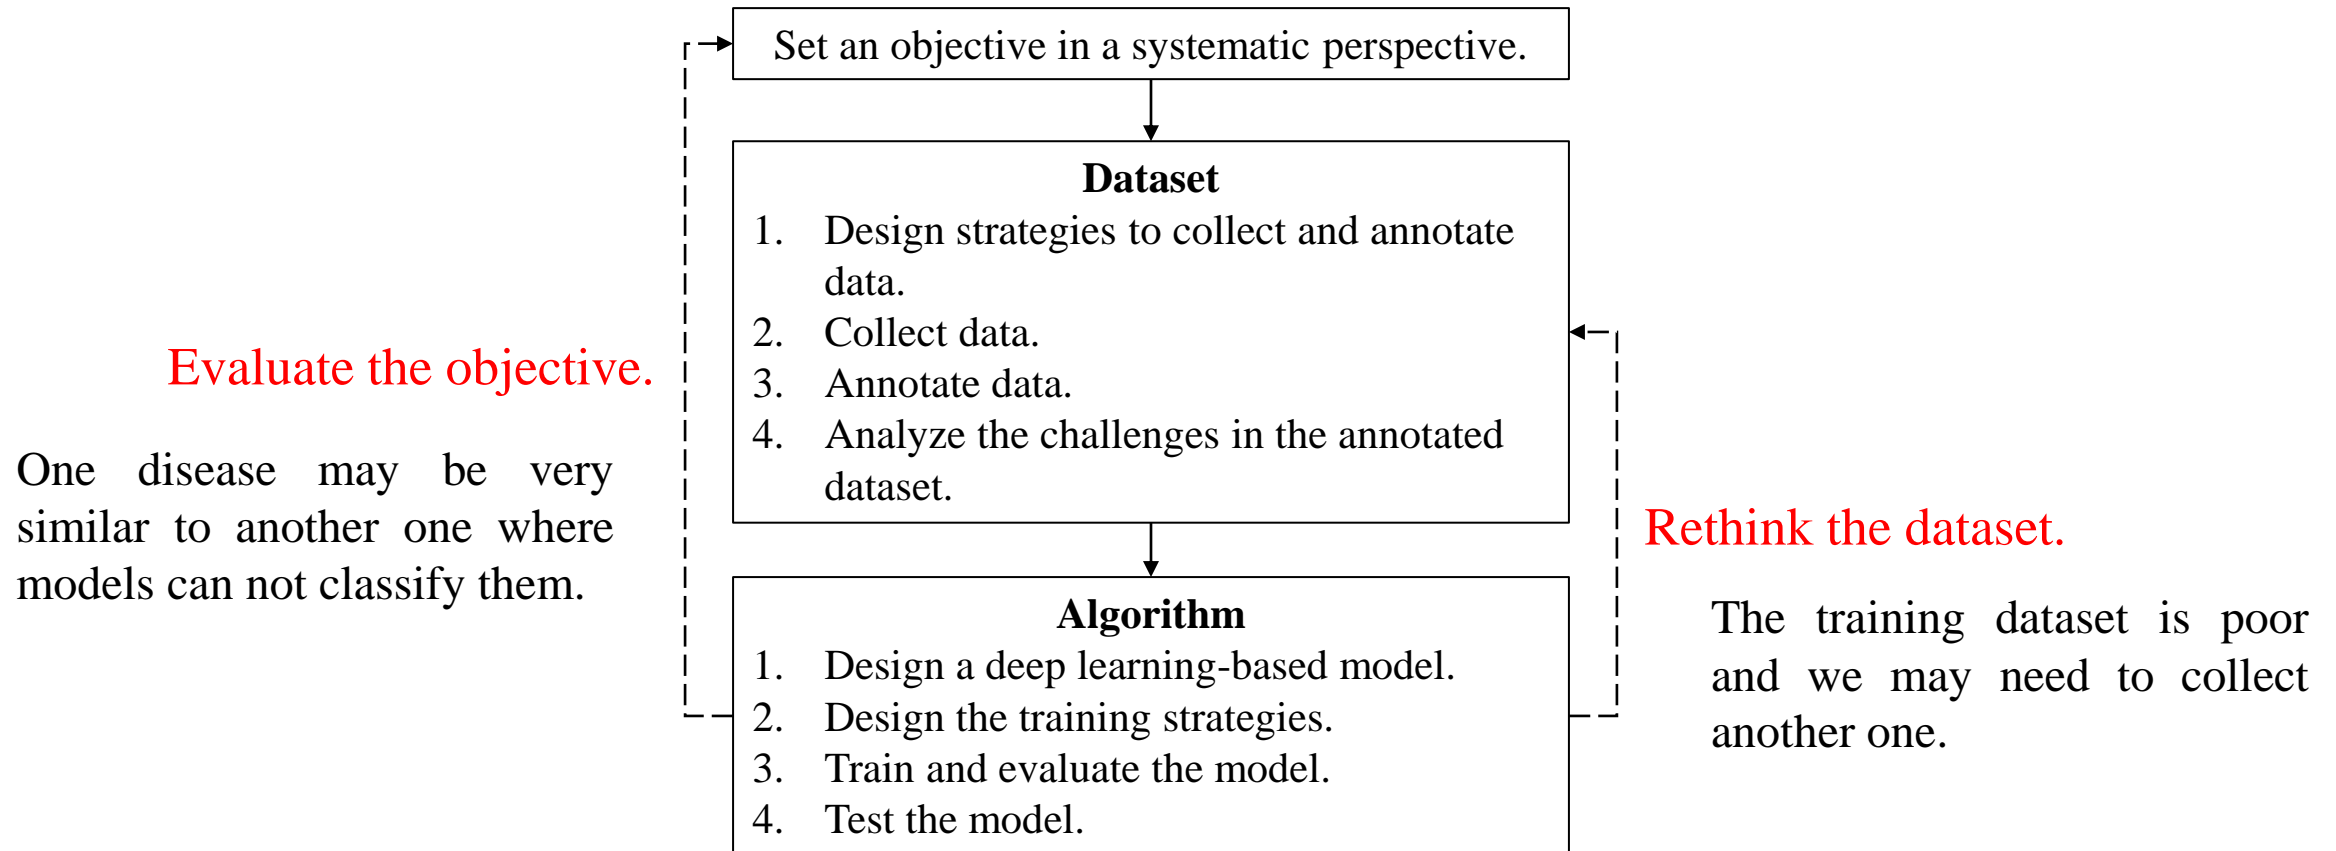 Set an objective in a systematic perspective.
Dataset
1. Design strategies to collect and annotate
data.
2. Collect data.
3. Annotate data.
4. Analyze the challenges in the annotated
dataset.
Evaluate the objective.
One disease may be very
similar to another one where
models can not classify them.
Rethink the dataset.
The training dataset is poor
and we may need to collect
another one.
Algorithm
1. Design a deep learning-based model.
2. Design the training strategies.
3. Train and evaluate the model.
4. Test the model.